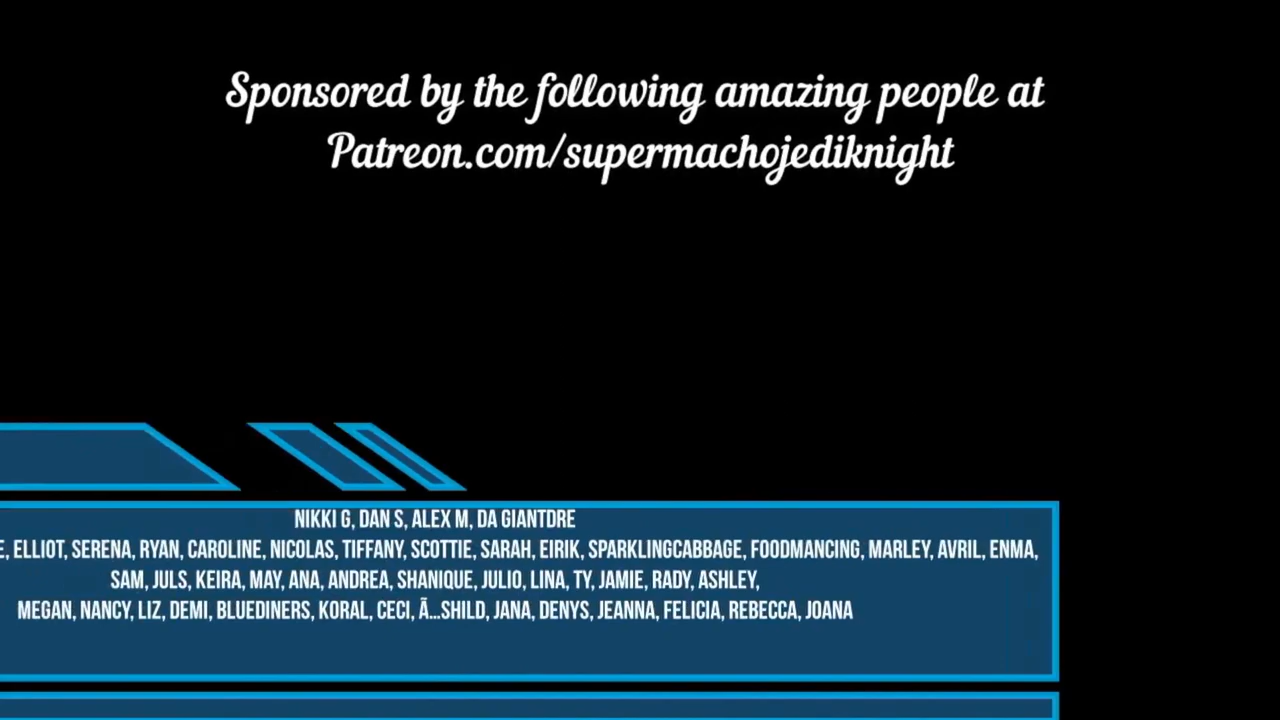 Sponsored by the following amazing people at
Patreon.com/supermachojediknight
NIKKI G, DAN S, ALEX M, DA GIANTDRE
E, ELLIOT, SERENA, RYAN, CAROLINE, NICOLAS, TIFFANY, SCOTTIE, SARAH, EIRIK, SPARKLINGCABBAGE, FOODMANCING, MARLEY, AVRIL, ENMA,
SAM, JULS, KEIRA, MAY, ANA, ANDREA, SHANIQUE, JULIO, LINA, TY, JAMIE, RADY, ASHLEY,
MEGAN, NANCY, LIZ, DEMI, BLUEDINERS, KORAL, CECI, Ã…SHILD, JANA, DENYS, JEANNA, FELICIA, REBECCA, JOANA